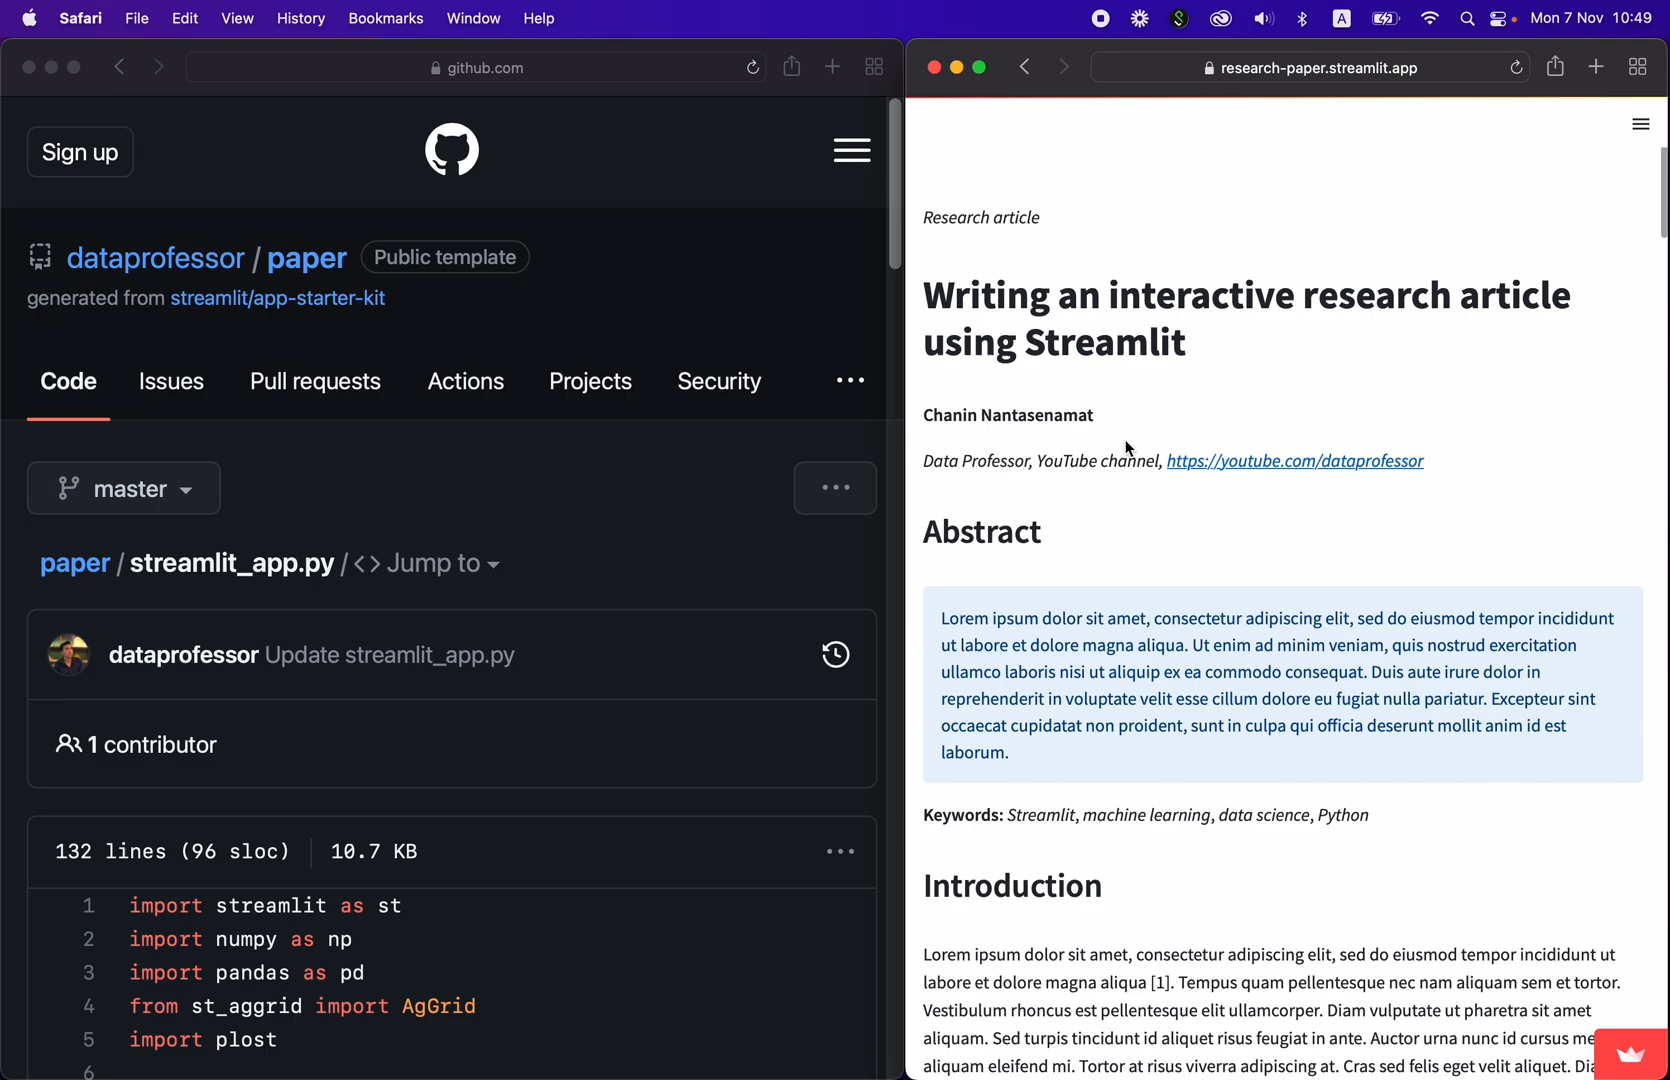 Safari File Edit View History Bookmarks Window Help
A Mon 7 Nov 10:49
github.com
Sign up
dataprofessor / paper Public template
generated from streamlit/app-starter-kit
Code Issues Pull requests Actions Projects Security ...
master ...
paper / streamlit_app.py / <> Jump to
dataprofessor Update streamlit_app.py
1 contributor
132 lines (96 sloc) 10.7 KB ...
1 import streamlit as st
2 import numpy as np
3 import pandas as pd
4 from st_aggrid import AgGrid
5 import plost
6
research-paper.streamlit.app
Research article
Writing an interactive research article
using Streamlit
Chanin Nantasenamat
Data Professor, YouTube channel, https://youtube.com/dataprofessor
Abstract
Lorem ipsum dolor sit amet, consectetur adipiscing elit, sed do eiusmod tempor incididunt
ut labore et dolore magna aliqua. Ut enim ad minim veniam, quis nostrud exercitation
ullamco laboris nisi ut aliquip ex ea commodo consequat. Duis aute irure dolor in
reprehenderit in voluptate velit esse cillum dolore eu fugiat nulla pariatur. Excepteur sint
occaecat cupidatat non proident, sunt in culpa qui officia deserunt mollit anim id est
laborum.
Keywords: Streamlit, machine learning, data science, Python
Introduction
Lorem ipsum dolor sit amet, consectetur adipiscing elit, sed do eiusmod tempor incididunt ut
labore et dolore magna aliqua [1]. Tempus quam pellentesque nec nam aliquam sem et tortor.
Vestibulum rhoncus est pellentesque elit ullamcorper. Diam vulputate ut pharetra sit amet
aliquam. Sed turpis tincidunt id aliquet risus feugiat in ante. Auctor urna nunc id cursus me
aliquam eleifend mi. Tortor at risus viverra adipiscing at. Cras sed felis eget velit aliquet. Di